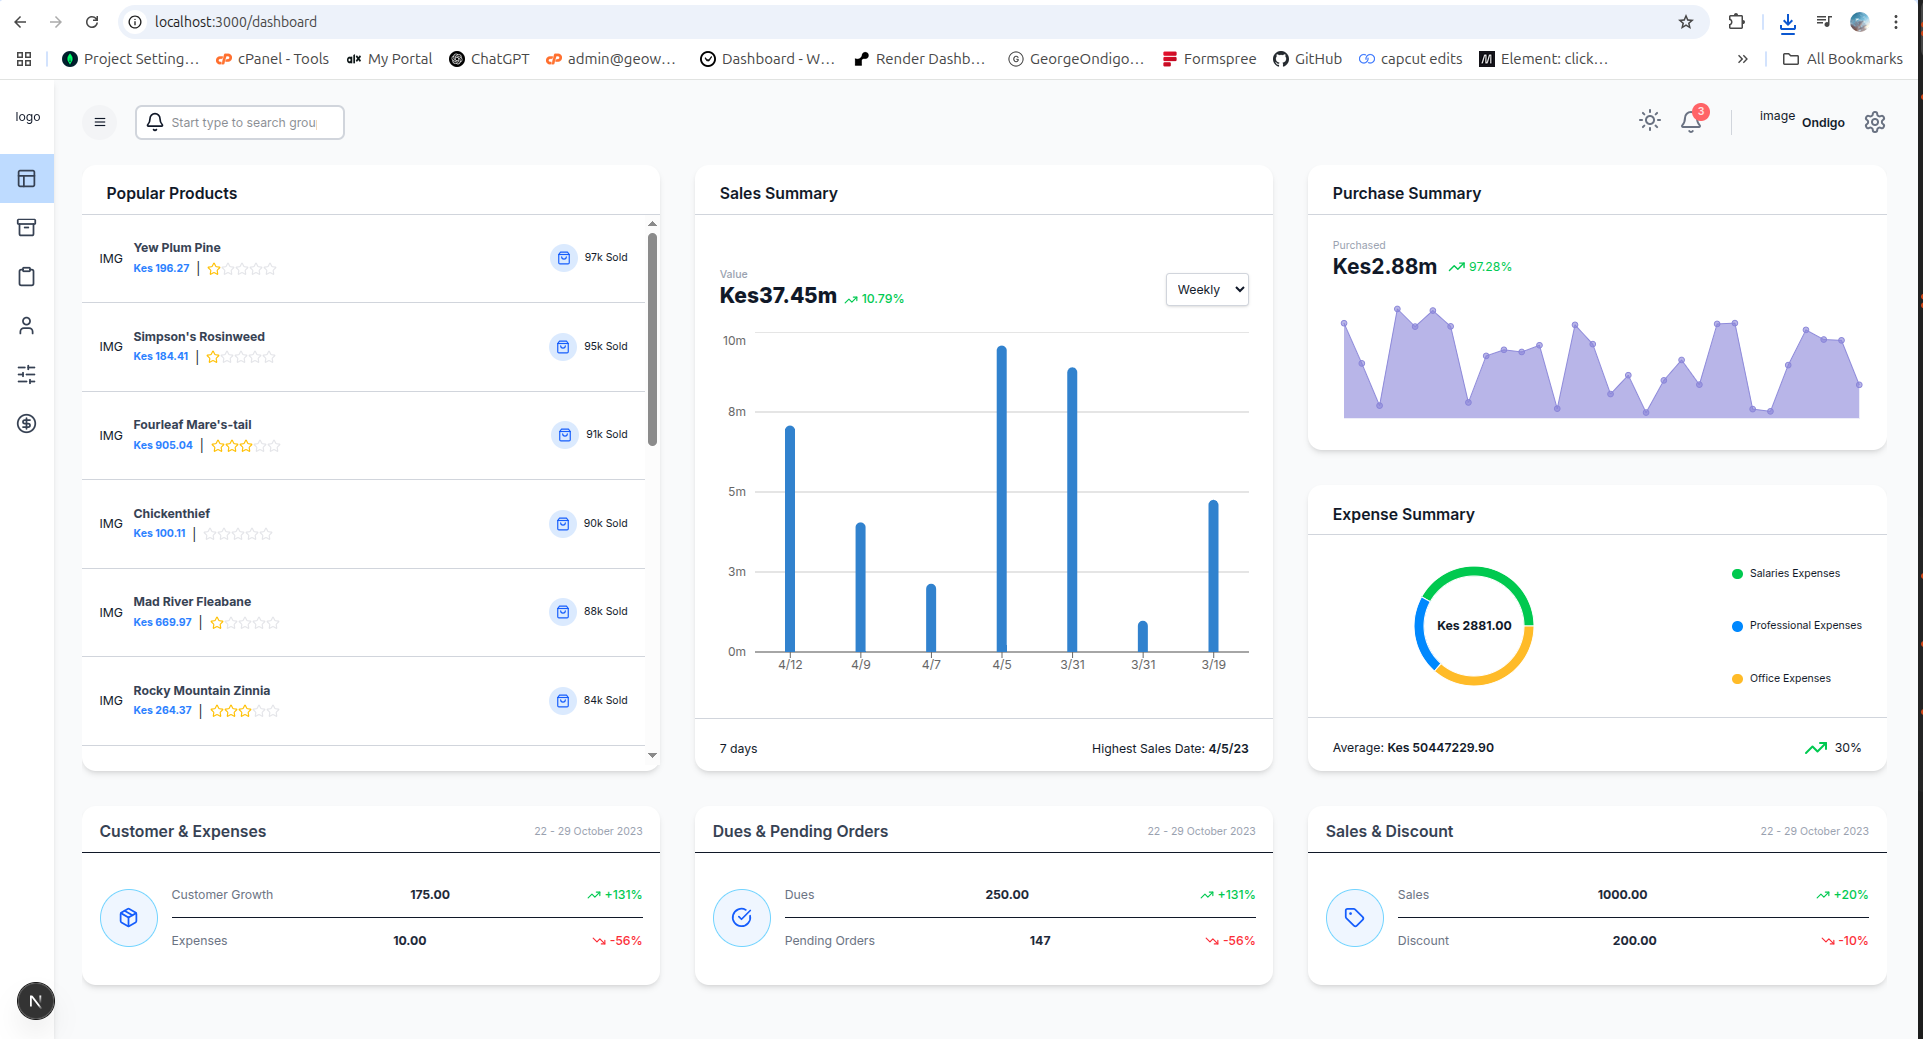 localhost:3000/dashboard
Project Setting...
cPanel - Tools
My Portal
ChatGPT
admin@geow...
Dashboard - W...
Render Dashb...
GeorgeOndigo...
Formspree
GitHub
capcut edits
Element: click...
All Bookmarks
logo
Start type to search grou
3
image
Ondigo
Popular Products
IMG
Yew Plum Pine
Kes 196.27 |
97k Sold
IMG
Simpson's Rosinweed
Kes 184.41 |
95k Sold
IMG
Fourleaf Mare's-tail
Kes 905.04 |
91k Sold
IMG
Chickenthief
Kes 100.11 |
90k Sold
IMG
Mad River Fleabane
Kes 669.97 |
88k Sold
IMG
Rocky Mountain Zinnia
Kes 264.37 |
84k Sold
Sales Summary
Value
Kes37.45m 10.79%
Weekly
10m
8m
5m
3m
0m
4/12 4/9 4/7 4/5 3/31 3/31 3/19
7 days
Highest Sales Date: 4/5/23
Purchase Summary
Purchased
Kes2.88m 97.28%
Expense Summary
Kes 2881.00
Salaries Expenses
Professional Expenses
Office Expenses
Average: Kes 50447229.90
30%
Customer & Expenses
22 - 29 October 2023
Customer Growth 175.00 +131%
Expenses 10.00 -56%
Dues & Pending Orders
22 - 29 October 2023
Dues 250.00 +131%
Pending Orders 147 -56%
Sales & Discount
22 - 29 October 2023
Sales 1000.00 +20%
Discount 200.00 -10%
N